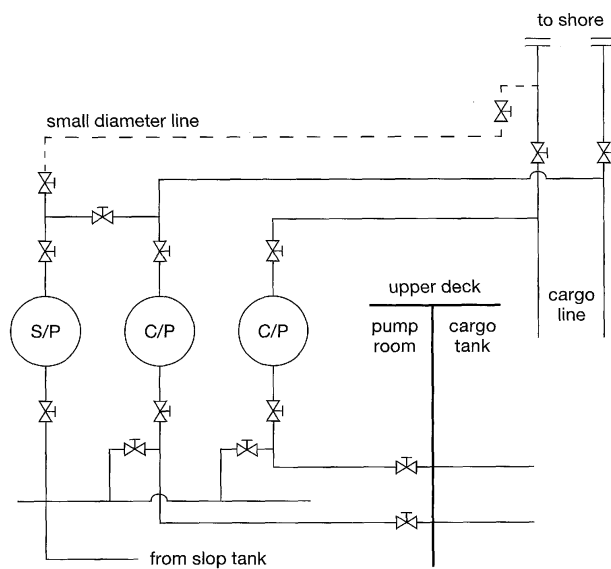 to shore
small diameter line
upper deck
S/P
C/P
C/P
pump
room
cargo
tank
cargo
line
from slop tank